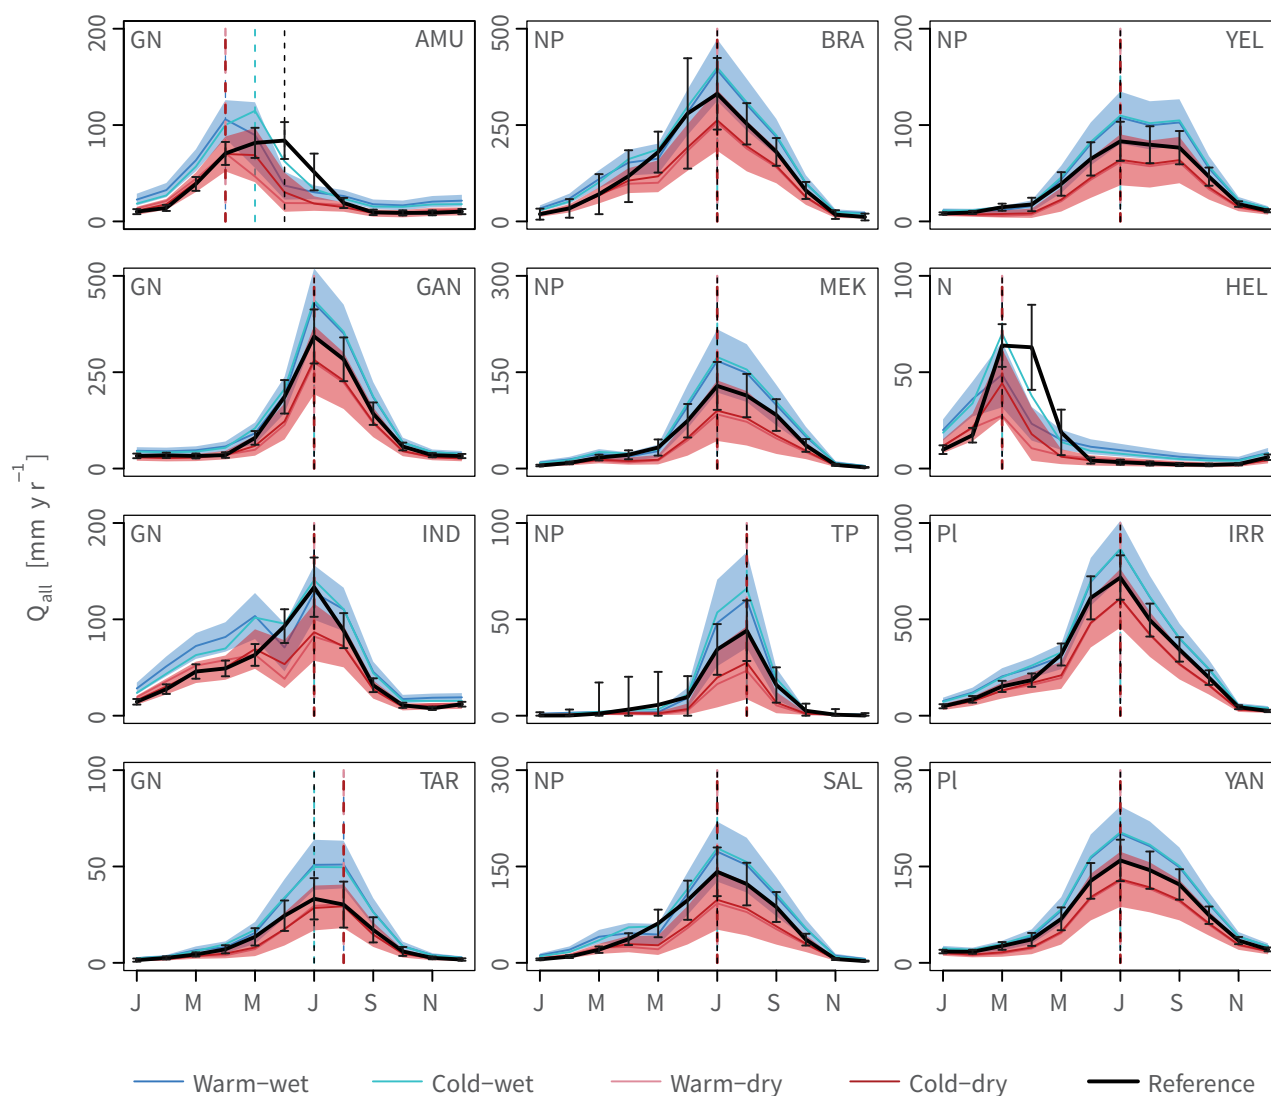 GN AMU
200
100
0
NP BRA
500
250
0
NP YEL
200
100
0
GN GAN
500
250
0
NP MEK
300
150
0
N HEL
100
50
0
GN IND
200
100
0
NP TP
100
50
0
Pl IRR
1000
500
0
GN TAR
100
50
0
NP SAL
300
150
0
Pl YAN
300
150
0
Qall [mm yr−1]
J M M J S N
J M M J S N
J M M J S N
Warm−wet Cold−wet Warm−dry Cold−dry Reference